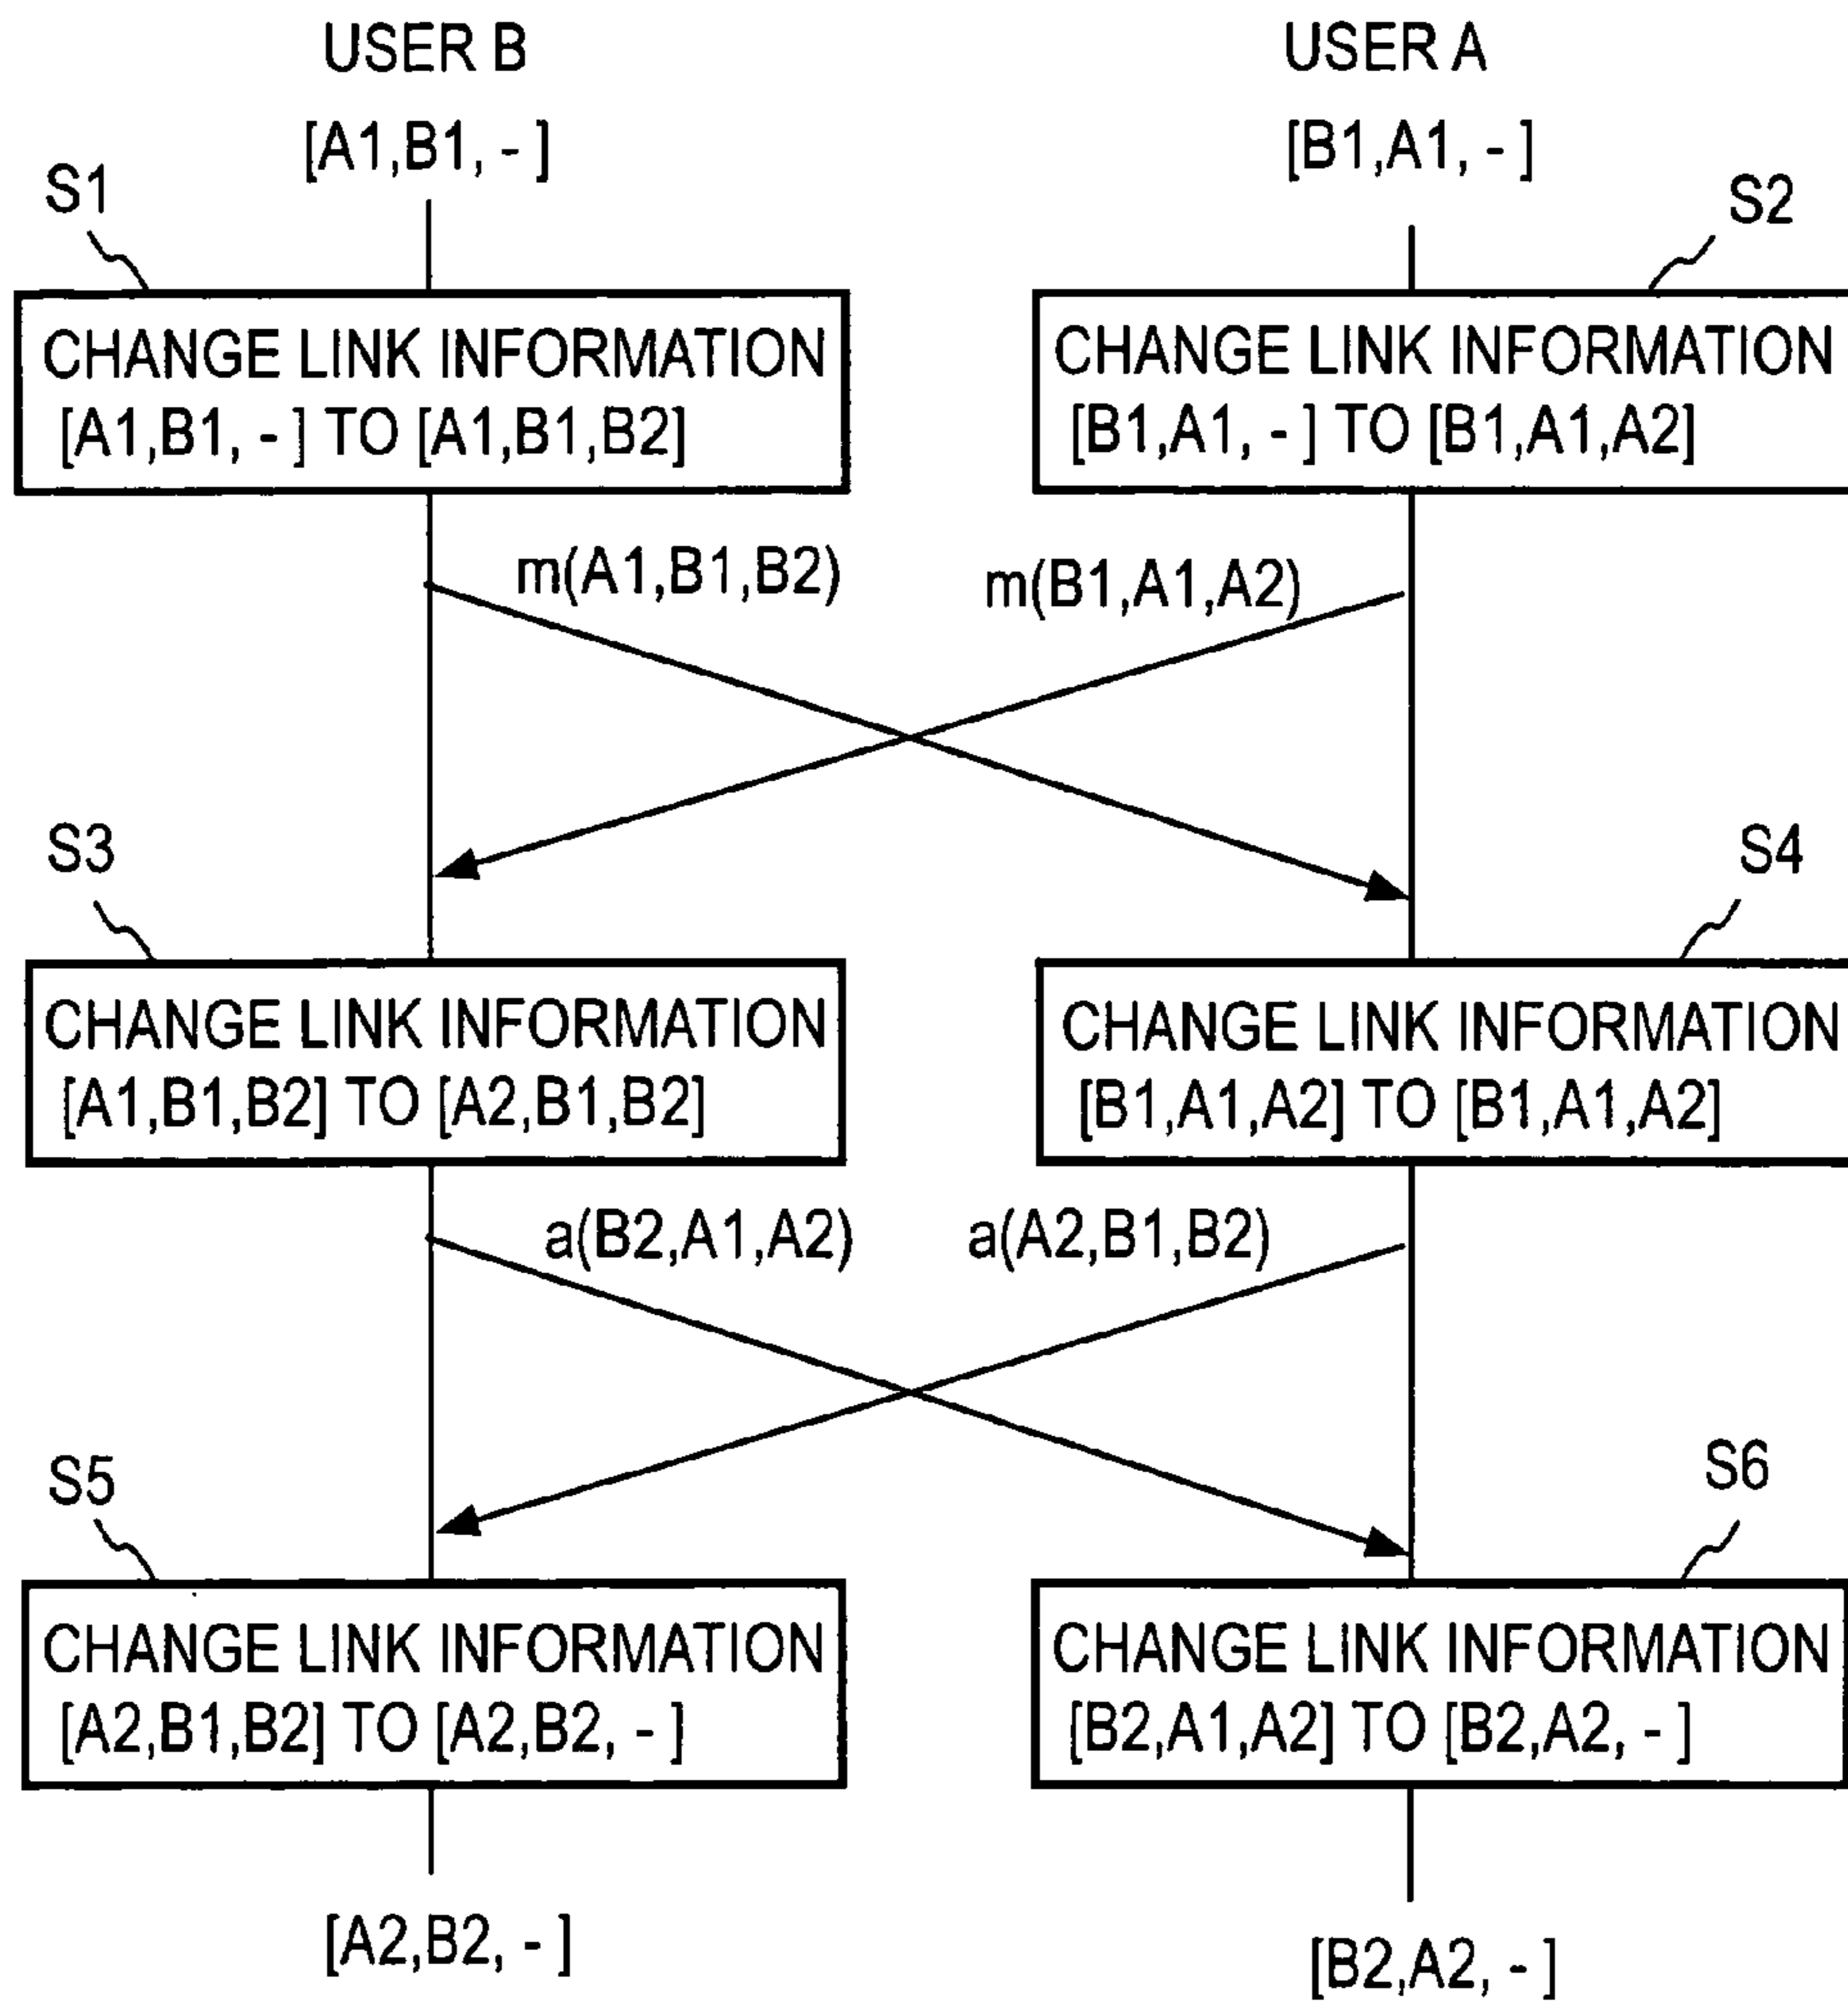 USER B
USER A
[A1,B1, - ]
[B1,A1, - ]
S1
S2
CHANGE LINK INFORMATION
[A1,B1, - ] TO [A1,B1,B2]
CHANGE LINK INFORMATION
[B1,A1, - ] TO [B1,A1,A2]
m(A1,B1,B2)
m(B1,A1,A2)
S3
S4
CHANGE LINK INFORMATION
[A1,B1,B2] TO [A2,B1,B2]
CHANGE LINK INFORMATION
[B1,A1,A2] TO [B1,A1,A2]
a(B2,A1,A2)
a(A2,B1,B2)
S5
S6
CHANGE LINK INFORMATION
[A2,B1,B2] TO [A2,B2, - ]
CHANGE LINK INFORMATION
[B2,A1,A2] TO [B2,A2, - ]
[A2,B2, - ]
[B2,A2, - ]